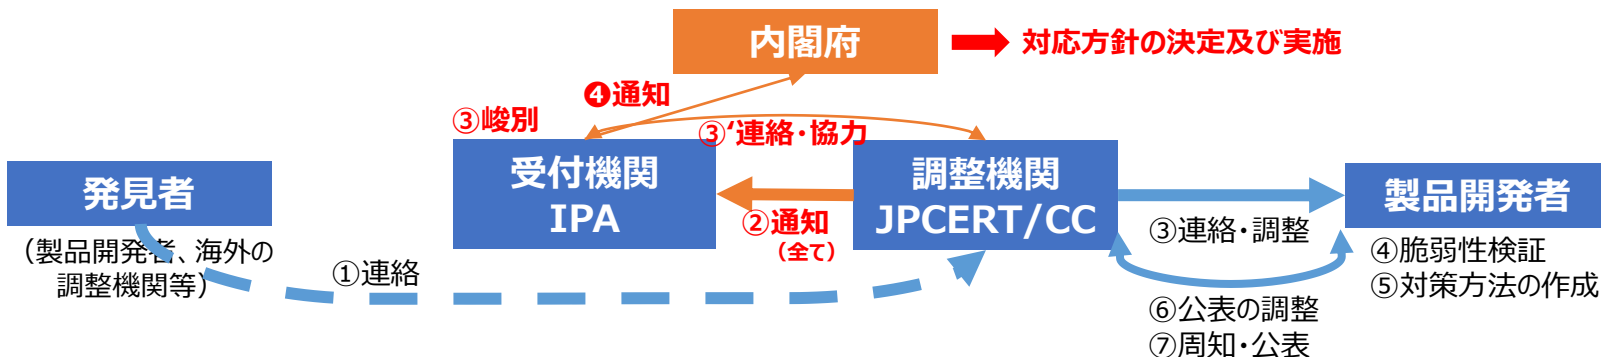 内閣府
対応方針の決定及び実施
❹通知
③峻別
③‘連絡・協力
発見者
(製品開発者、海外の
調整機関等)
①連絡
受付機関
IPA
②通知
(全て)
調整機関
JPCERT/CC
③連絡・調整
製品開発者
④脆弱性検証
⑤対策方法の作成
⑥公表の調整
⑦周知・公表